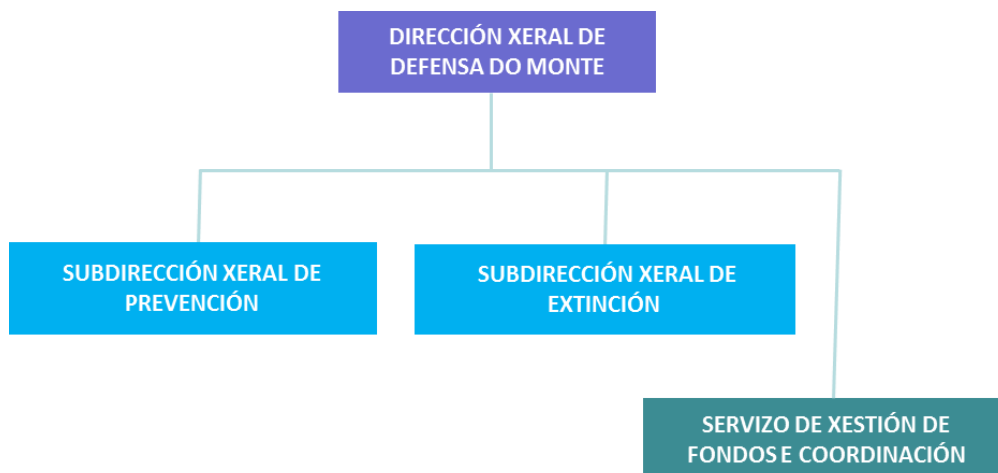 DIRECCIÓN XERAL DE
DEFENSA DO MONTE
SUBDIRECCIÓN XERAL DE
PREVENCIÓN
SUBDIRECCIÓN XERAL DE
EXTINCIÓN
SERVIZO DE XESTIÓN DE
FONDOS E COORDINACIÓN